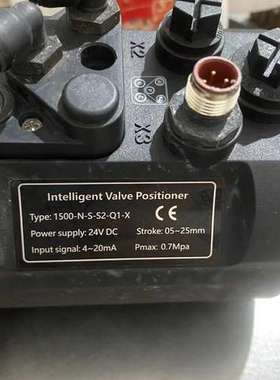 X2
X3
Intelligent Valve Positioner
Type: 1500-N-S-S2-Q1-X CE
Power supply: 24V DC Stroke: 05~25mm
Input signal: 4~20mA Pmax: 0.7Mpa